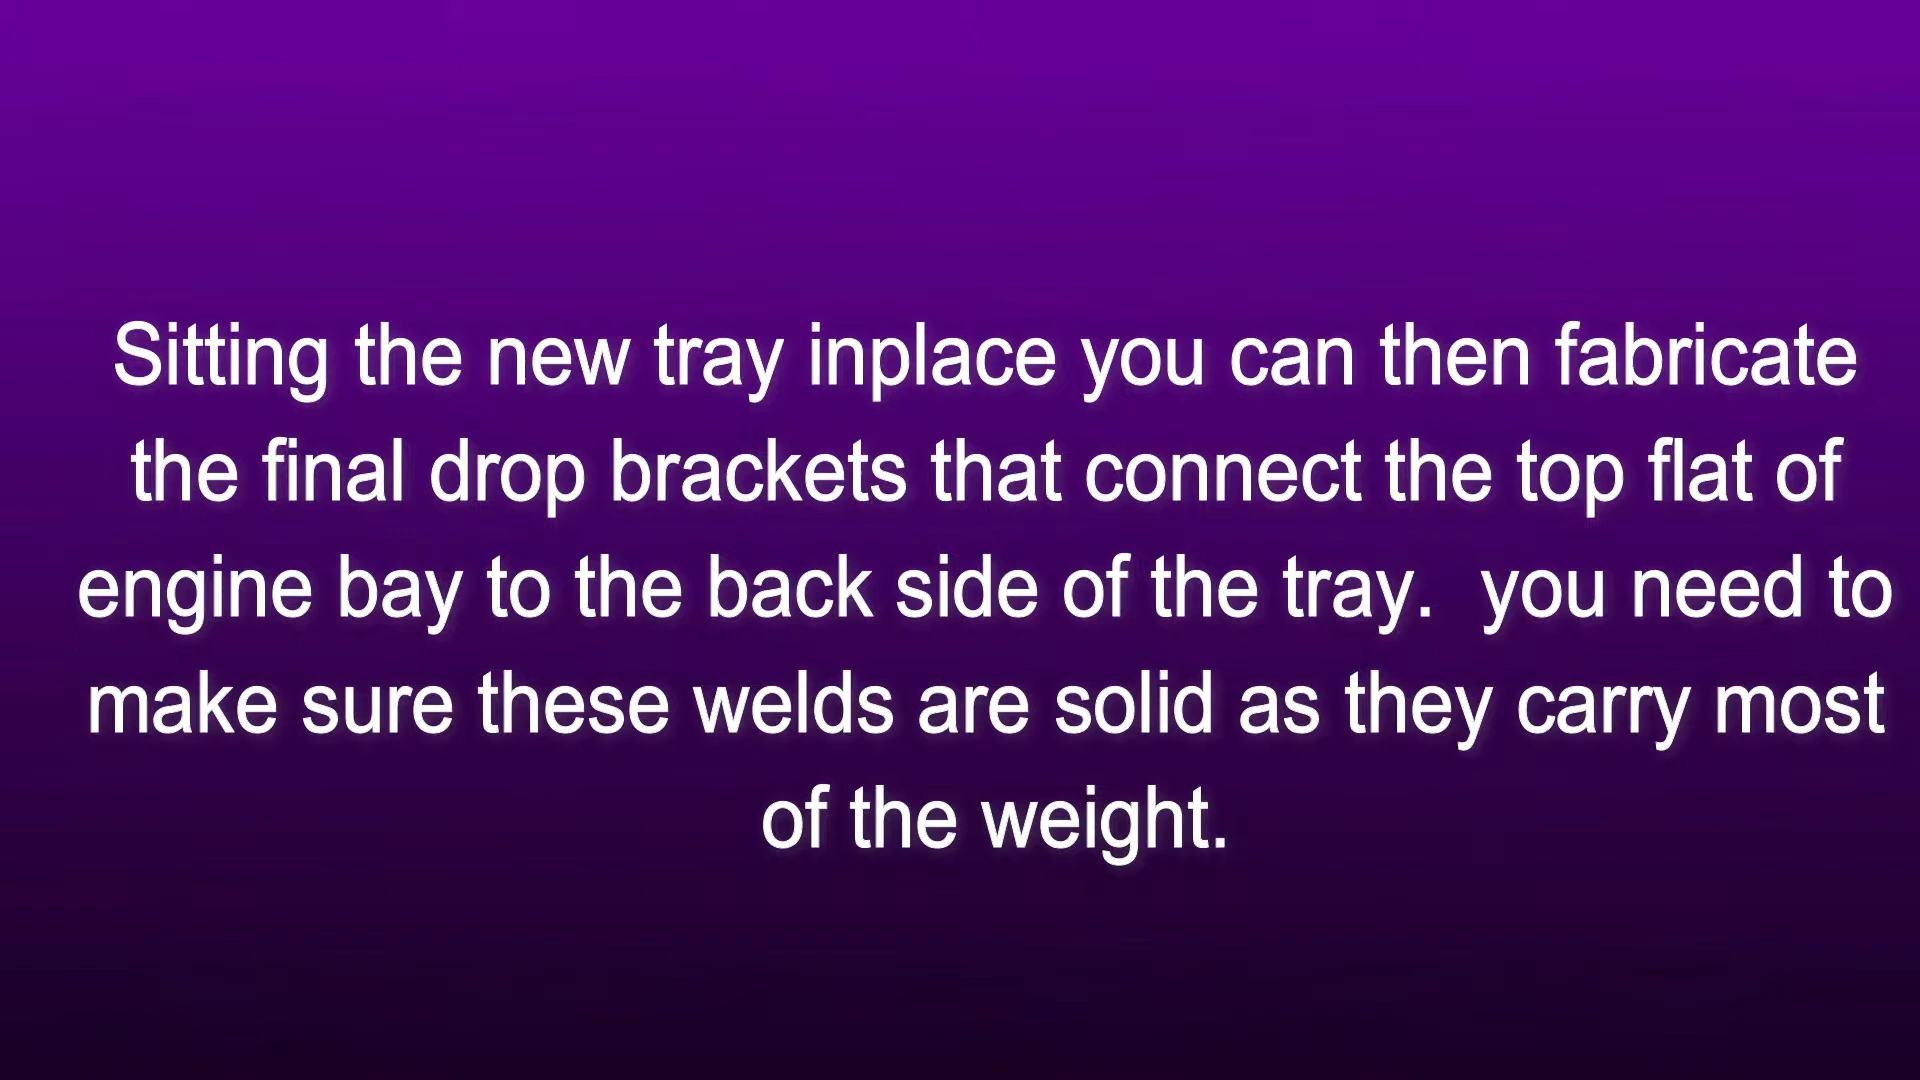 Sitting the new tray inplace you can then fabricate
the final drop brackets that connect the top flat of
engine bay to the back side of the tray.  you need to
make sure these welds are solid as they carry most
of the weight.